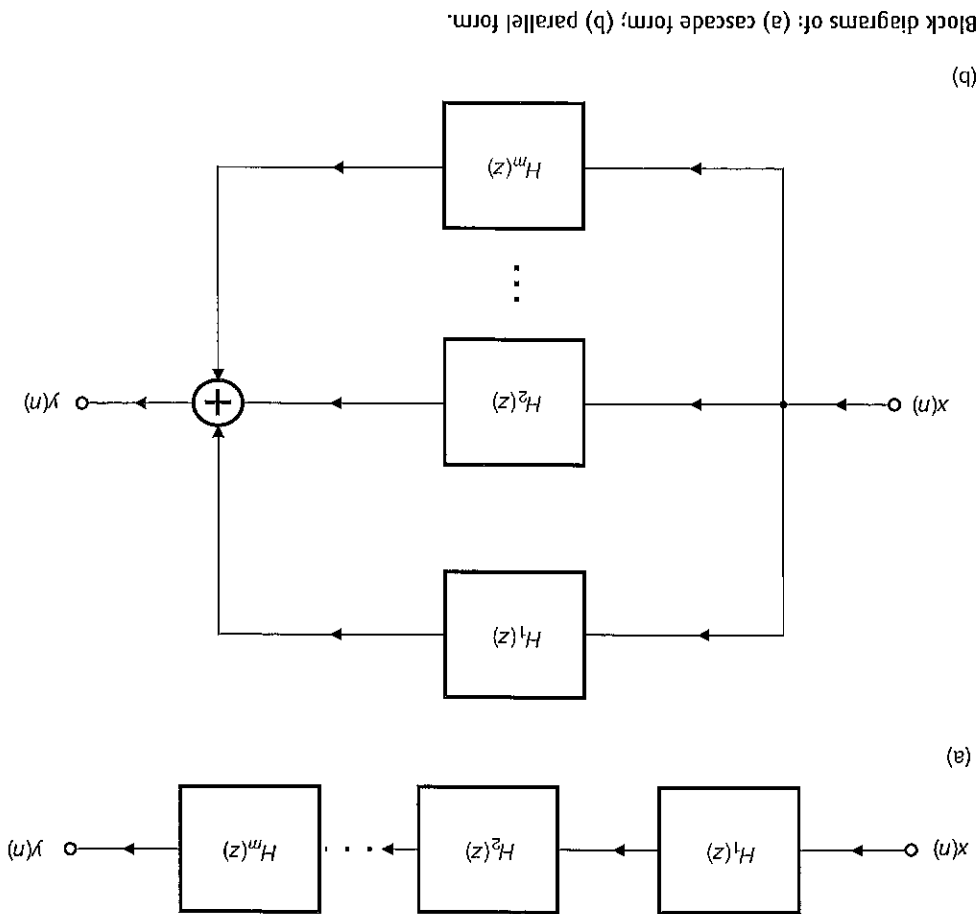 x(n) H₁(z) H₂(z) . . . . Hₘ(z) y(n)
(a)
H₁(z)
x(n) H₂(z) + y(n)
Hₘ(z)
(b)
Block diagrams of: (a) cascade form; (b) parallel form.